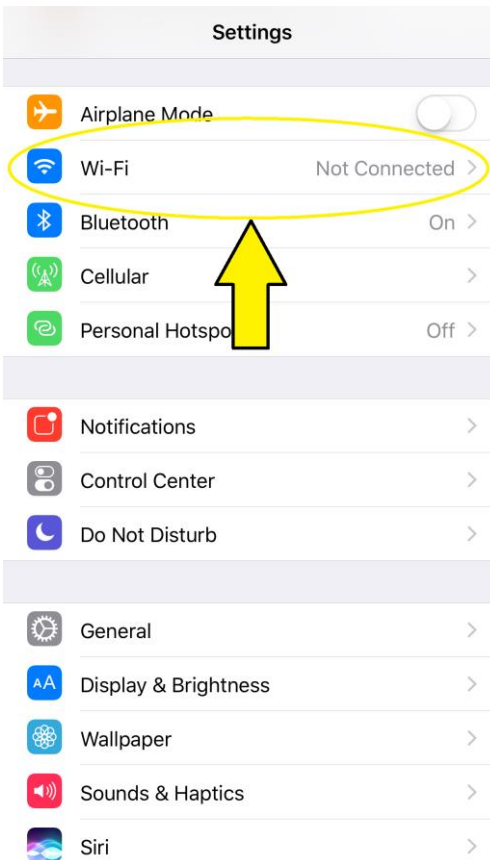 Settings
Airplane Mode
Wi-Fi Not Connected
Bluetooth On
Cellular
Personal Hotspo Off
Notifications
Control Center
Do Not Disturb
General
AA Display & Brightness
Wallpaper
Sounds & Haptics
Siri